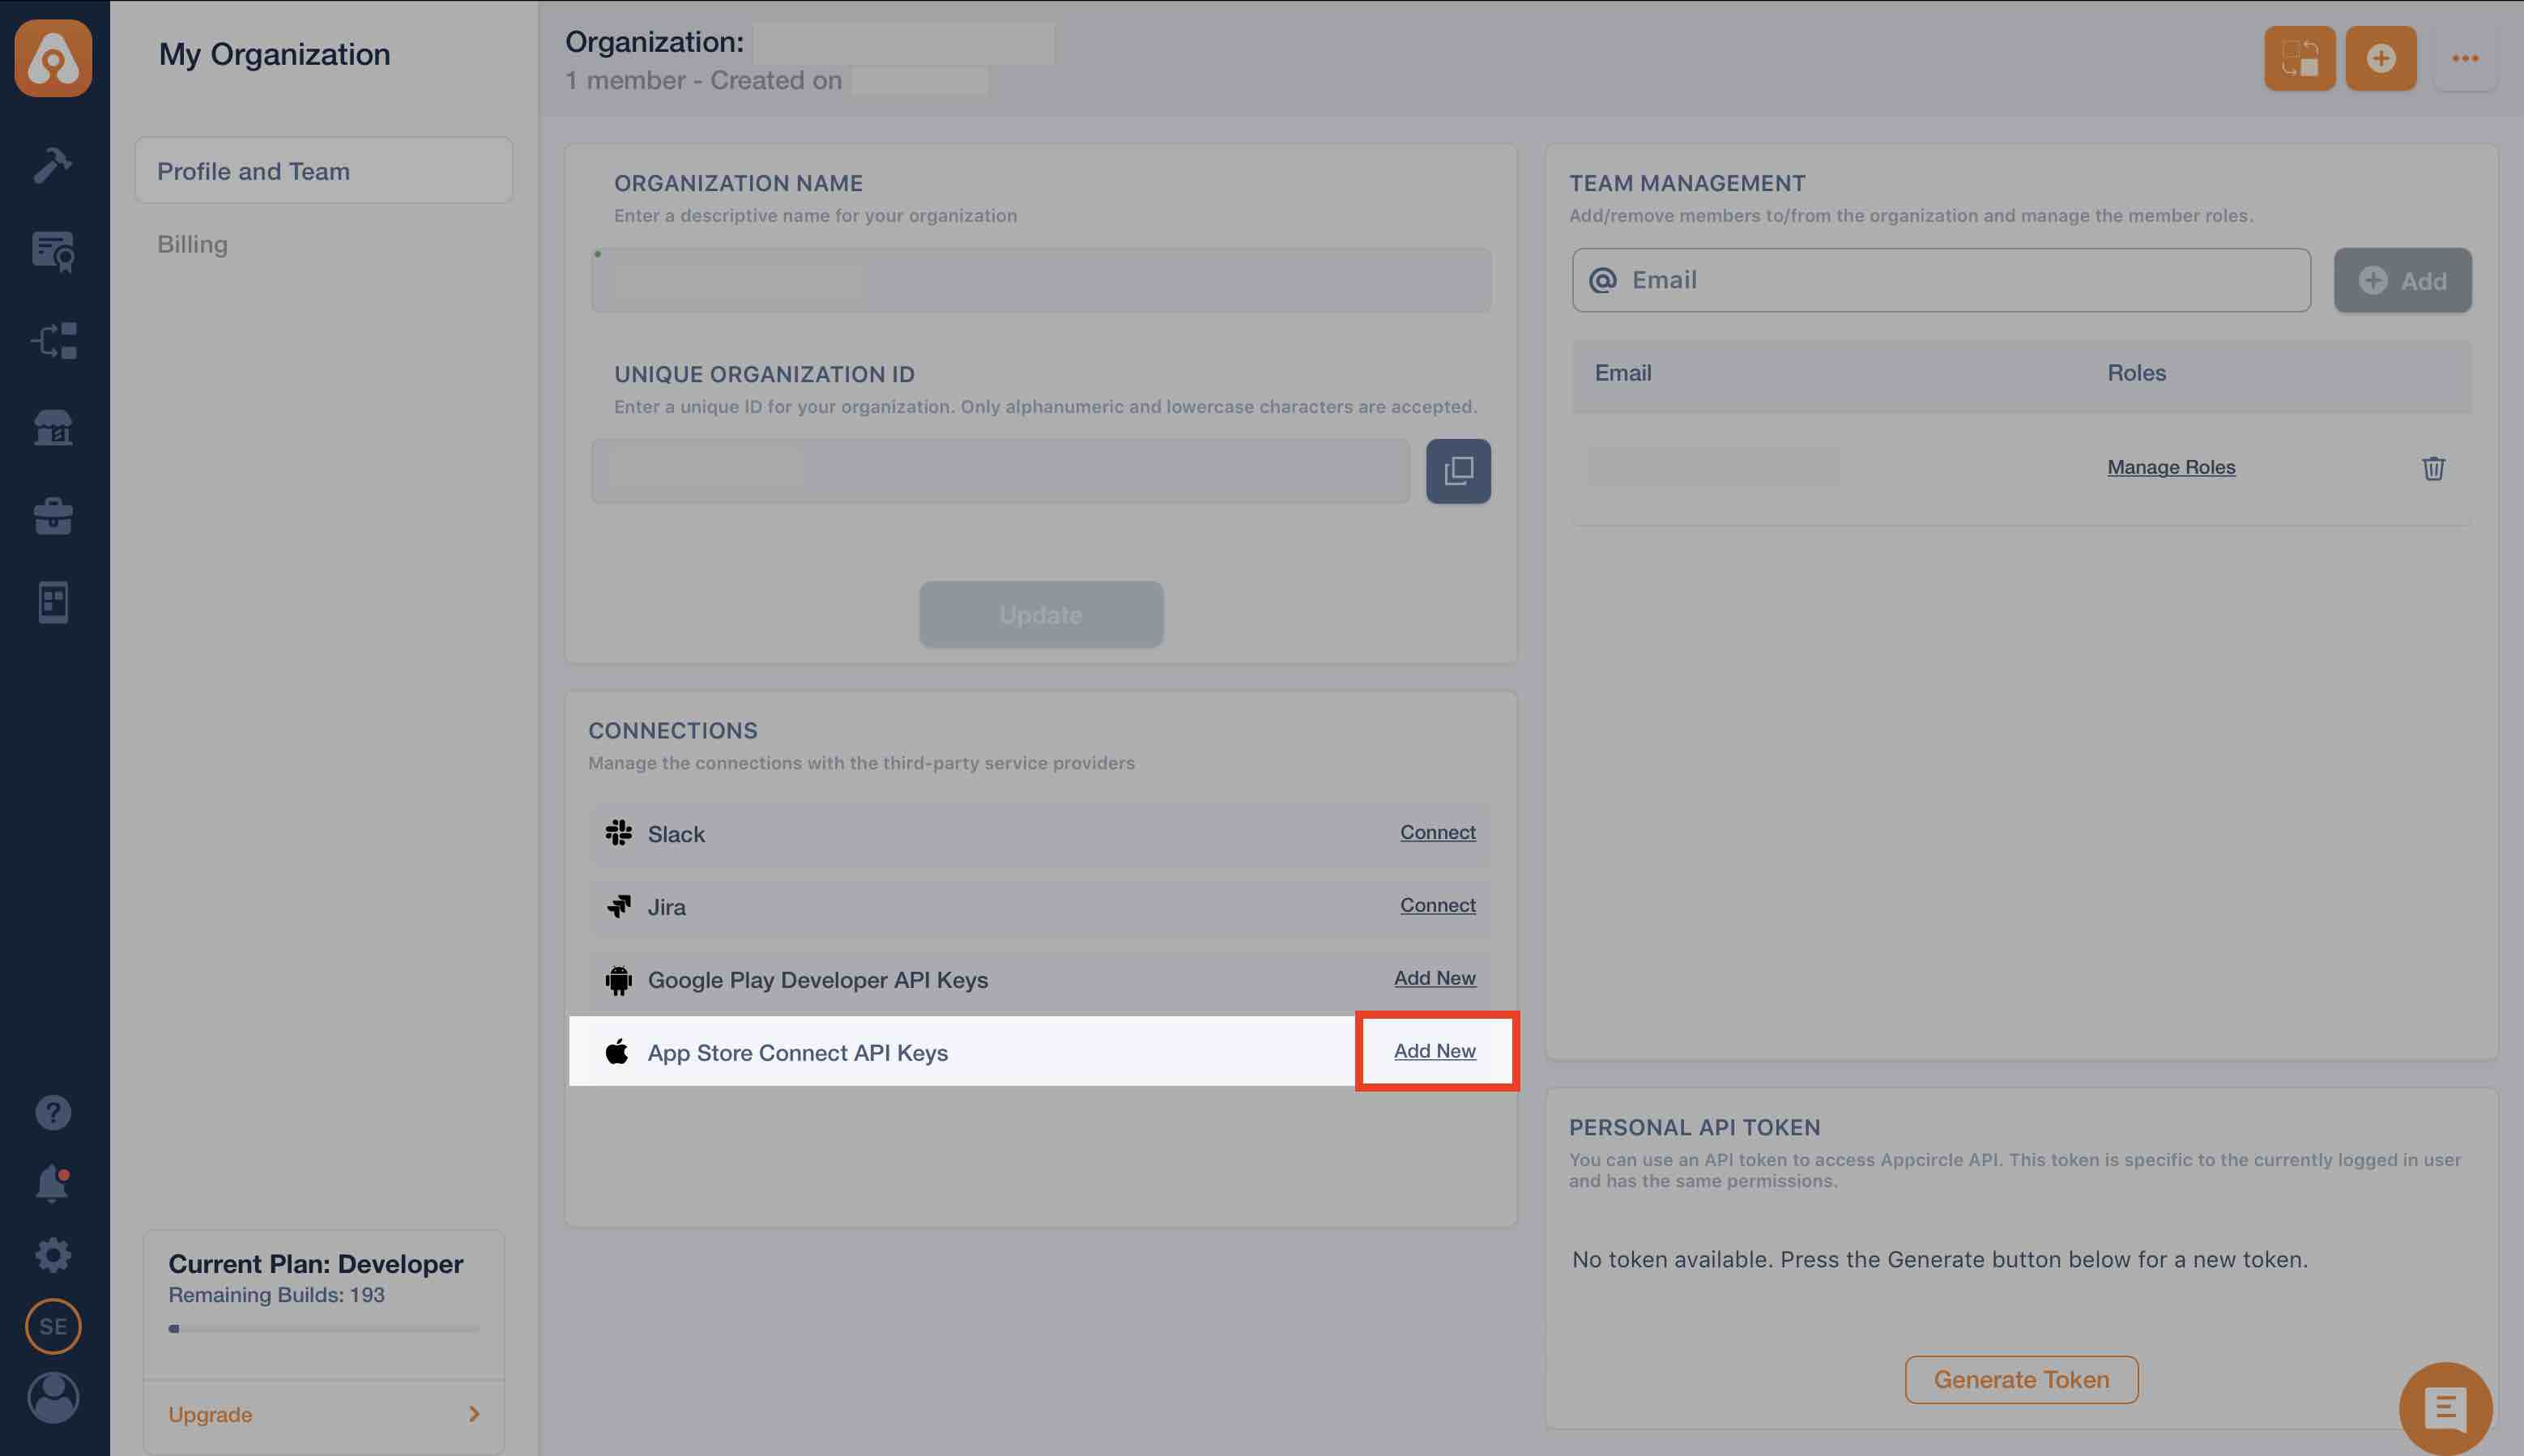 My Organization
Profile and Team
Billing
Current Plan: Developer
Remaining Builds: 193
Upgrade
SE
Organization:
1 member - Created on
ORGANIZATION NAME
Enter a descriptive name for your organization
UNIQUE ORGANIZATION ID
Enter a unique ID for your organization. Only alphanumeric and lowercase characters are accepted.
Update
CONNECTIONS
Manage the connections with the third-party service providers
Slack Connect
Jira Connect
Google Play Developer API Keys Add New
App Store Connect API Keys Add New
TEAM MANAGEMENT
Add/remove members to/from the organization and manage the member roles.
Email Add
Email Roles
Manage Roles
PERSONAL API TOKEN
You can use an API token to access Appcircle API. This token is specific to the currently logged in user
and has the same permissions.
No token available. Press the Generate button below for a new token.
Generate Token